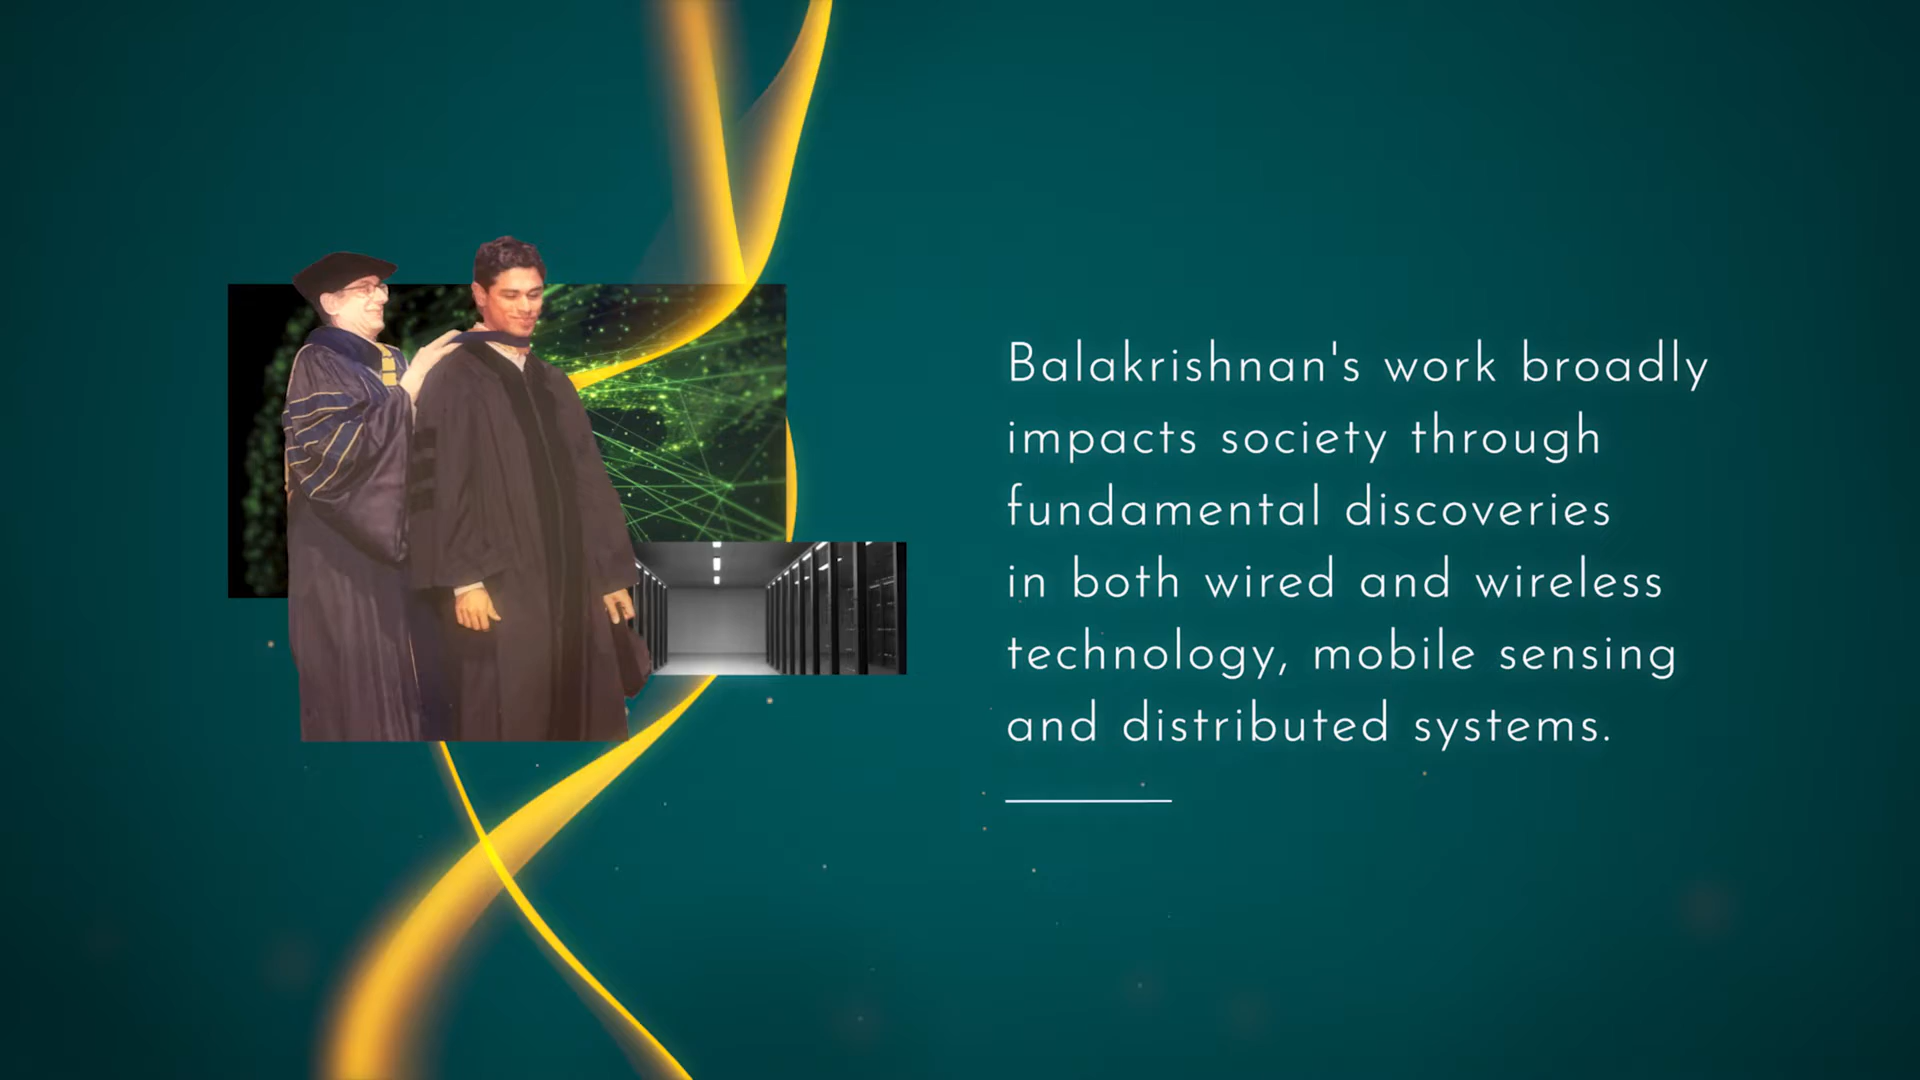 Balakrishnan's work broadly
impacts society through
fundamental discoveries
in both wired and wireless
technology, mobile sensing
and distributed systems.